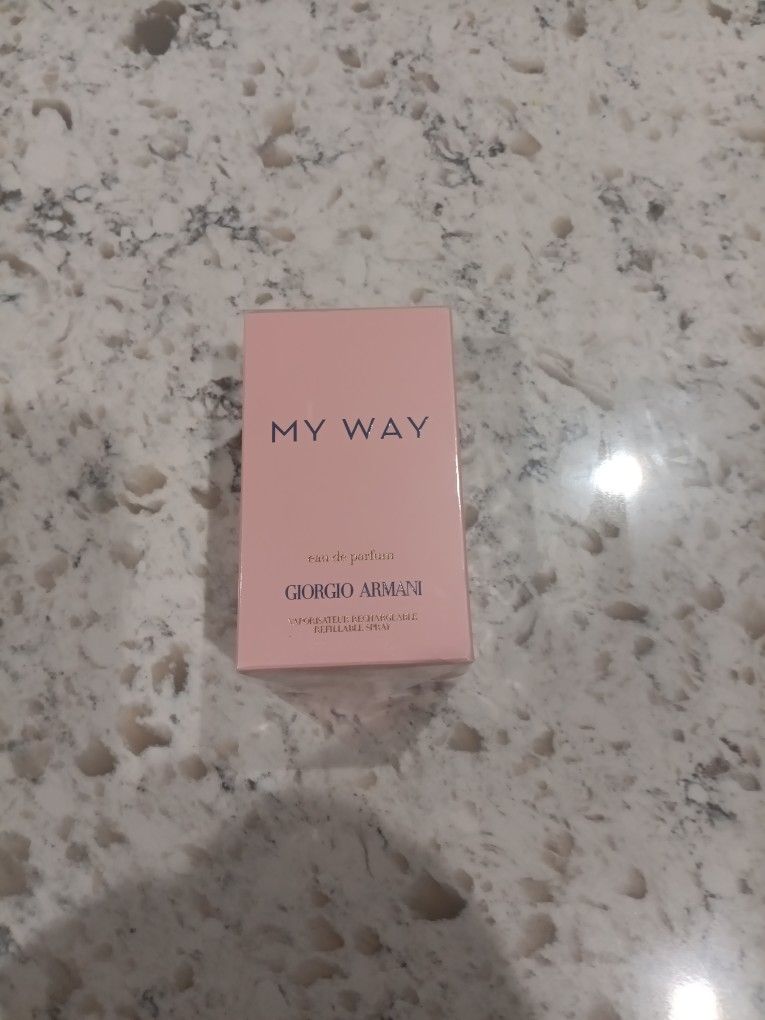 MY WAY
eau de parfum
GIORGIO ARMANI
VAPORISATEUR RECHARGEABLE
REFILLABLE SPRAY